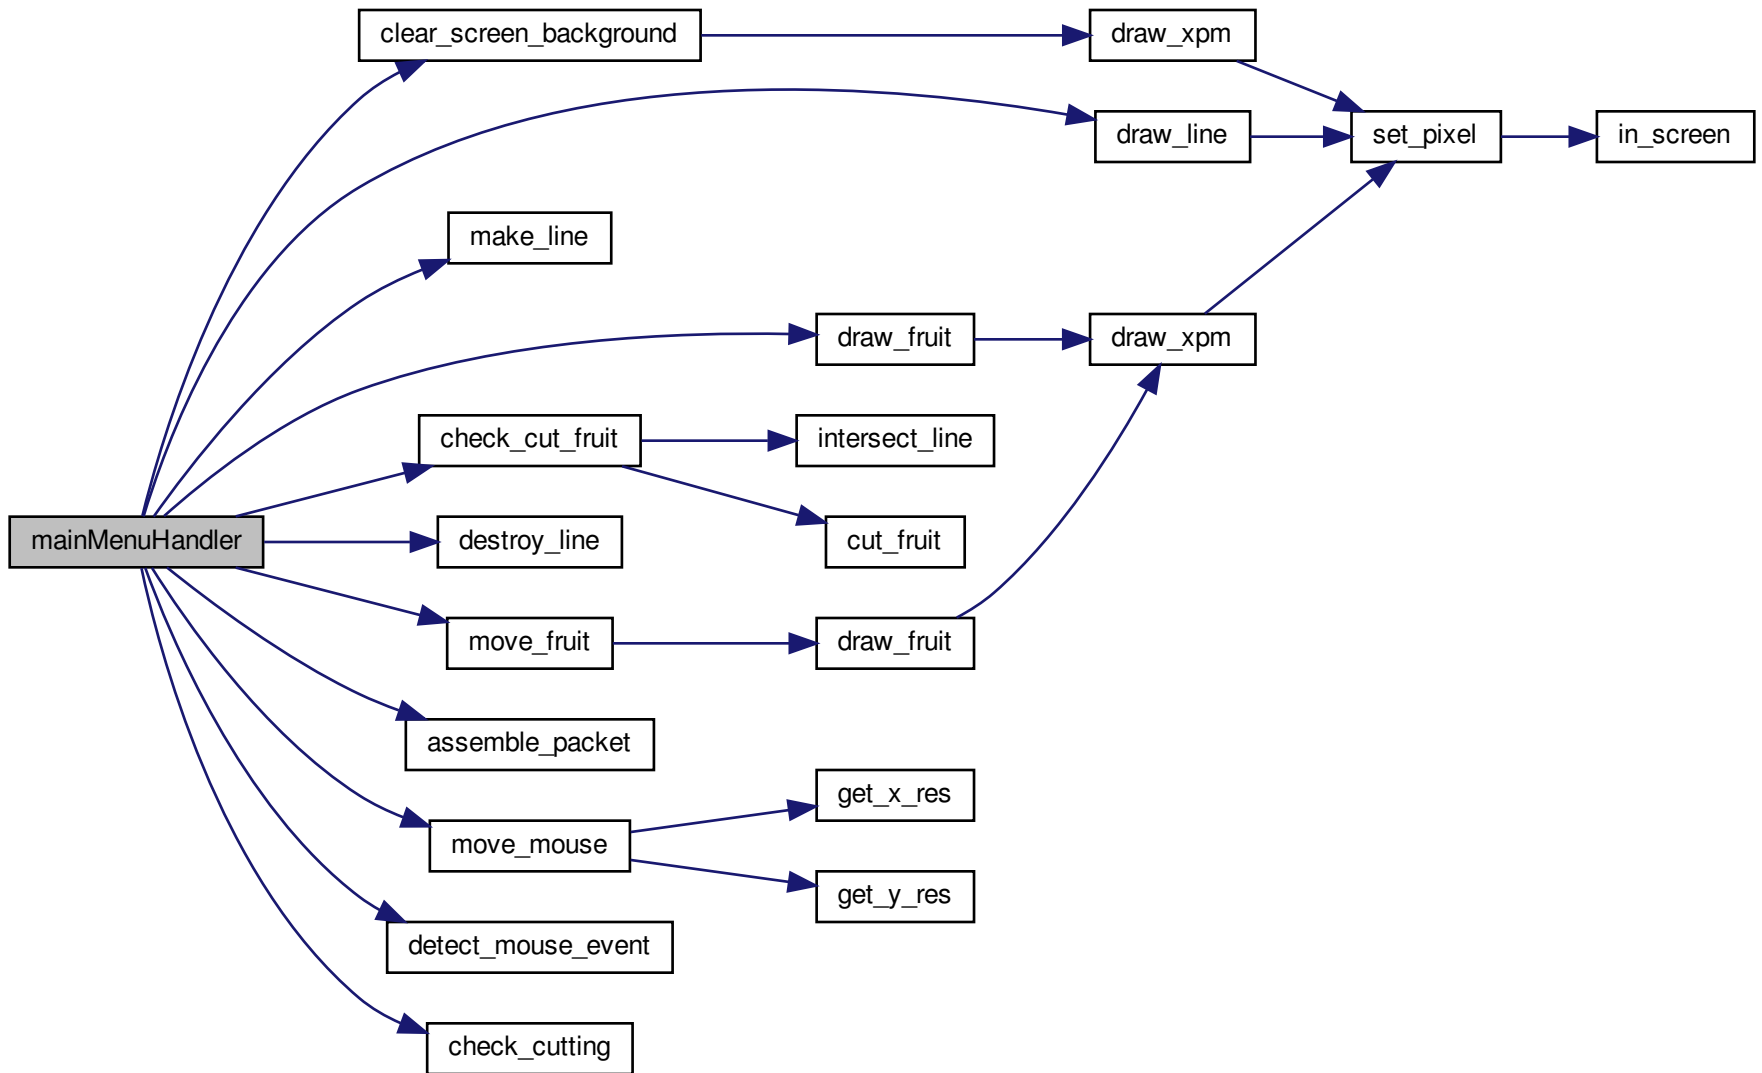 clear_screen_background
draw_xpm
draw_line
set_pixel
in_screen
make_line
draw_fruit
draw_xpm
check_cut_fruit
intersect_line
mainMenuHandler
destroy_line
cut_fruit
move_fruit
draw_fruit
assemble_packet
get_x_res
move_mouse
get_y_res
detect_mouse_event
check_cutting